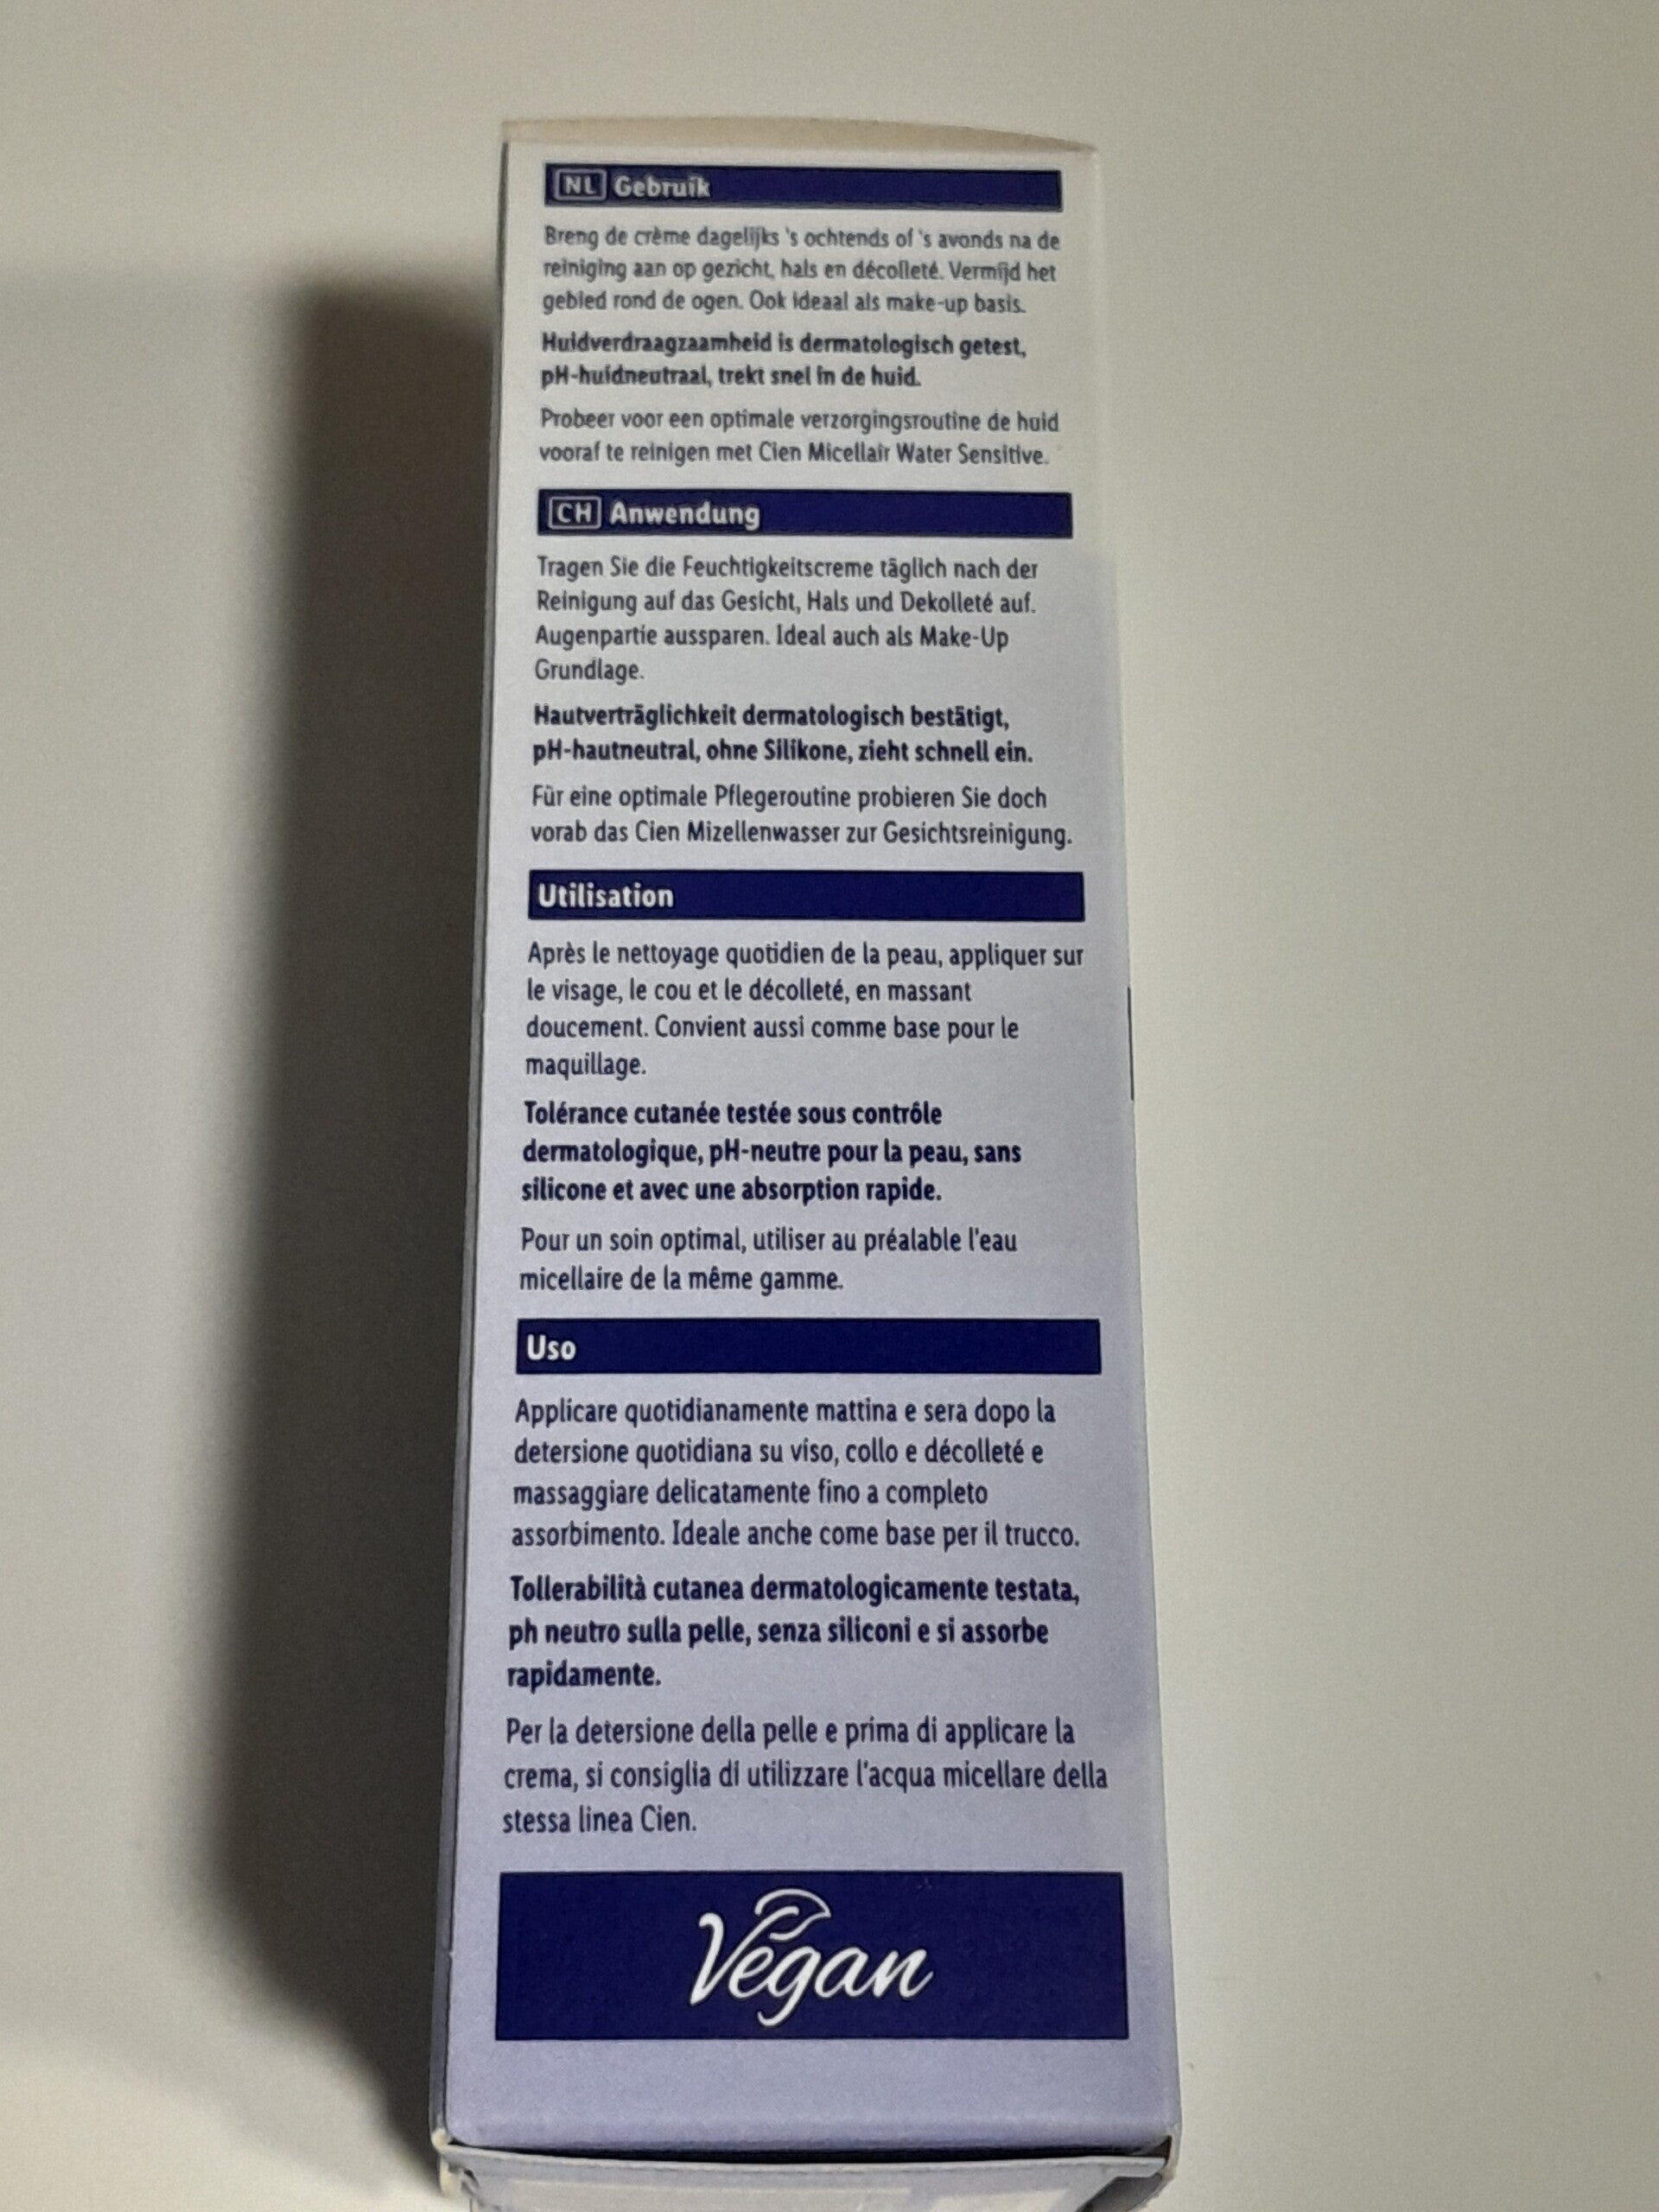 NL Gebruik
Breng de crème dagelijks 's ochtends of 's avonds na de
reiniging aan op gezicht, hals en décolleté. Vermijd het
gebied rond de ogen. Ook ideaal als make-up basis.
Huidverdraagzaamheid is dermatologisch getest,
pH-huidneutraal, trekt snel in de huid.
Probeer voor een optimale verzorgingsroutine de huid
vooraf te reinigen met Cien Micellair Water Sensitive.
CH Anwendung
Tragen Sie die Feuchtigkeitscreme täglich nach der
Reinigung auf das Gesicht, Hals und Dekolleté auf.
Augenpartie aussparen. Ideal auch als Make-Up
Grundlage.
Hautverträglichkeit dermatologisch bestätigt,
pH-hautneutral, ohne Silikone, zieht schnell ein.
Für eine optimale Pflegeroutine probieren Sie doch
vorab das Cien Mizellenwasser zur Gesichtsreinigung.
Utilisation
Après le nettoyage quotidien de la peau, appliquer sur
le visage, le cou et le décolleté, en massant
doucement. Convient aussi comme base pour le
maquillage.
Tolérance cutanée testée sous contrôle
dermatologique, pH-neutre pour la peau, sans
silicone et avec une absorption rapide.
Pour un soin optimal, utiliser au préalable l'eau
micellaire de la même gamme.
Uso
Applicare quotidianamente mattina e sera dopo la
detersione quotidiana su viso, collo e décolleté e
massaggiare delicatamente fino a completo
assorbimento. Ideale anche come base per il trucco.
Tollerabilità cutanea dermatologicamente testata,
ph neutro sulla pelle, senza siliconi e si assorbe
rapidamente.
Per la detersione della pelle e prima di applicare la
crema, si consiglia di utilizzare l'acqua micellare della
stessa linea Cien.
Vegan